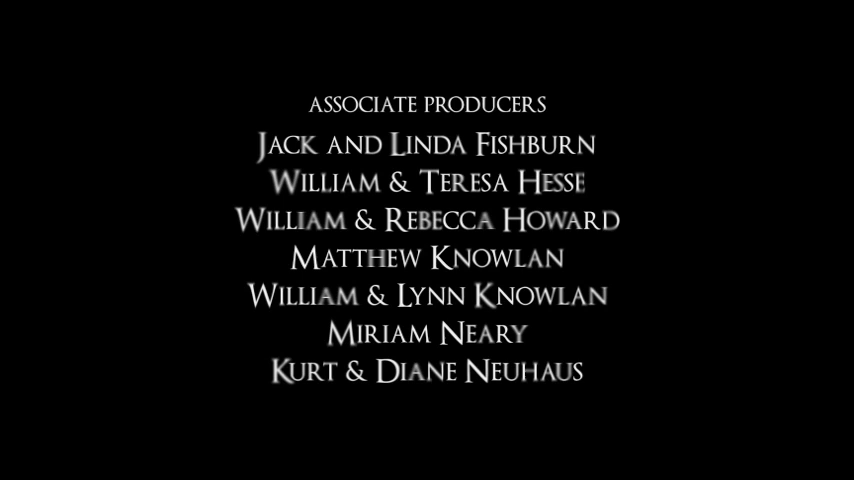 ASSOCIATE PRODUCERS
JACK AND LINDA FISHBURN
WILLIAM & TERESA HESSE
WILLIAM & REBECCA HOWARD
MATTHEW KNOWLAN
WILLIAM & LYNN KNOWLAN
MIRIAM NEARY
KURT & DIANE NEUHAUS